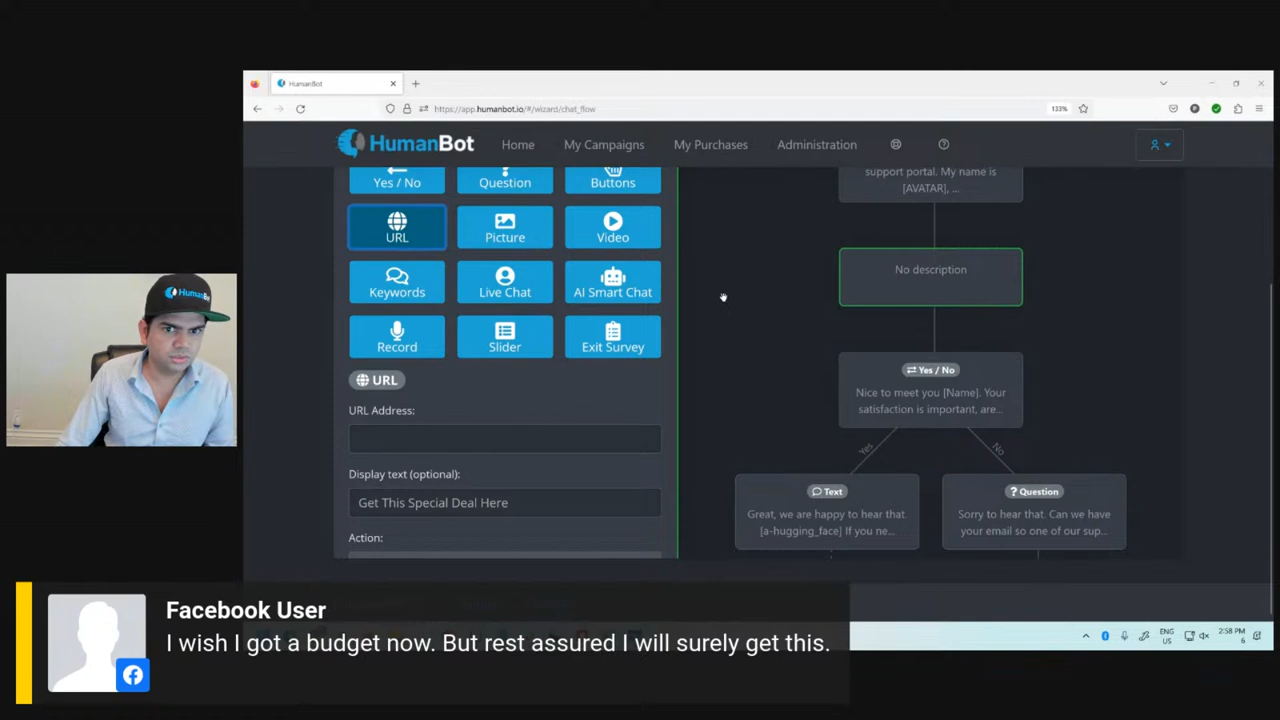 HumanBot
https://app.humanbot.io/#/wizard/chat_flow
133%
HumanBot
Home
My Campaigns
My Purchases
Administration
Yes / No
Question
Buttons
URL
Picture
Video
Keywords
Live Chat
AI Smart Chat
Record
Slider
Exit Survey
URL
URL Address:
Display text (optional):
Get This Special Deal Here
Action:
support portal. My name is
[AVATAR], ...
No description
Yes / No
Nice to meet you [Name]. Your
satisfaction is important, are...
Yes
No
Text
Great, we are happy to hear that.
[a-hugging_face] If you ne...
Question
Sorry to hear that. Can we have
your email so one of our sup...
HumanBot
Facebook User
I wish I got a budget now. But rest assured I will surely get this.
ENG
US
2:58 PM
6